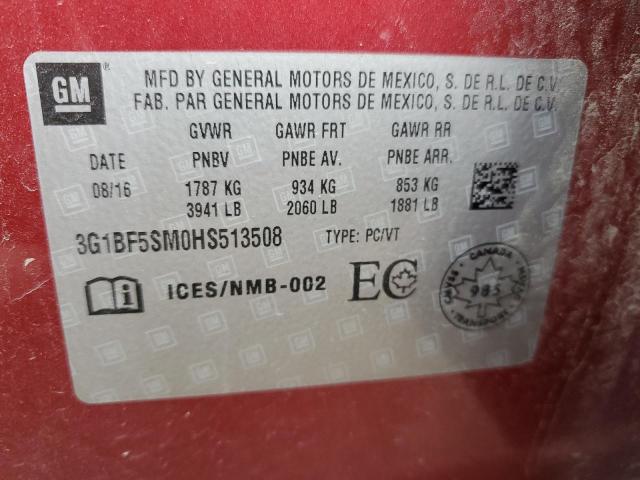 GM ®
MFD BY GENERAL MOTORS DE MEXICO, S. DE R.L. DE C.V.
FAB. PAR GENERAL MOTORS DE MEXICO, S. DE R.L. DE C.V.
GVWR GAWR FRT GAWR RR
DATE PNBV PNBE AV. PNBE ARR.
08/16 1787 KG 934 KG 853 KG
3941 LB 2060 LB 1881 LB
3G1BF5SM0HS513508 TYPE: PC/VT
i ICES/NMB-002 EC
CANADA
985
TRANSPORT